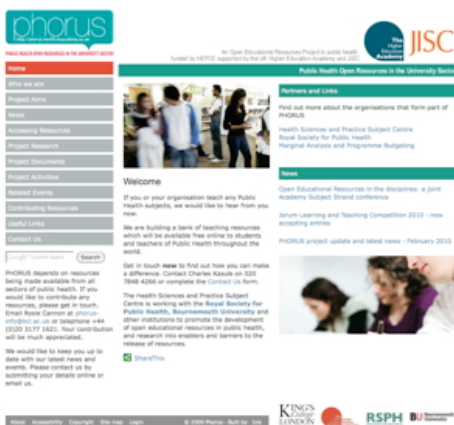 phorus
PUBLIC HEALTH OPEN RESOURCES IN THE UNIVERSITY SECTOR
An Open Educational Resources Project in public health
funded by HEFCE supported by the UK Higher Education Academy and JISC
The
Higher
Education
Academy
JISC
Public Health Open Resources in the University Secto
Home
Who we are
Project Aims
News
Accessing Resources
Project Research
Project Documents
Project Activities
Related Events
Contributing Resources
Useful Links
Contact Us
Search
PHORUS depends on resources
being made available from all
sectors of public health. If you
would like to contribute any
resources, please get in touch.
Email Rosie Cannon at phorus-
info@kcl.ac.uk or telephone +44
(0)20 3177 1621. Your contribution
will be much appreciated.
We would like to keep you up to
date with our latest news and
events. Please contact us by
submitting your details online or
email us.
Welcome
If you or your organisation teach any Public
Health subjects, we would like to hear from you
now.
We are building a bank of teaching resources
which will be available free online to students
and teachers of Public Health throughout the
world.
Get in touch now to find out how you can make
a difference. Contact Charles Kasule on 020
7848 4266 or complete the Contact Us form.
The Health Sciences and Practice Subject
Centre is working with the Royal Society for
Public Health, Bournemouth University and
other institutions to promote the development
of open educational resources in public health,
and research into enablers and barriers to the
release of resources.
ShareThis
Partners and Links
Find out more about the organisations that form part of
PHORUS
Health Sciences and Practice Subject Centre
Royal Society for Public Health
Marginal Analysis and Programme Budgeting
News
Open Educational Resources in the disciplines: a joint
Academy Subject Strand conference
Jorum Learning and Teaching Competition 2010 - now
accepting entries
PHORUS project update and latest news - February 2010
KING'S
College
LONDON
RSPH
BU Bournemouth
University
About Accessibility Copyright Site map Login
© 2009 Phorus - Built by